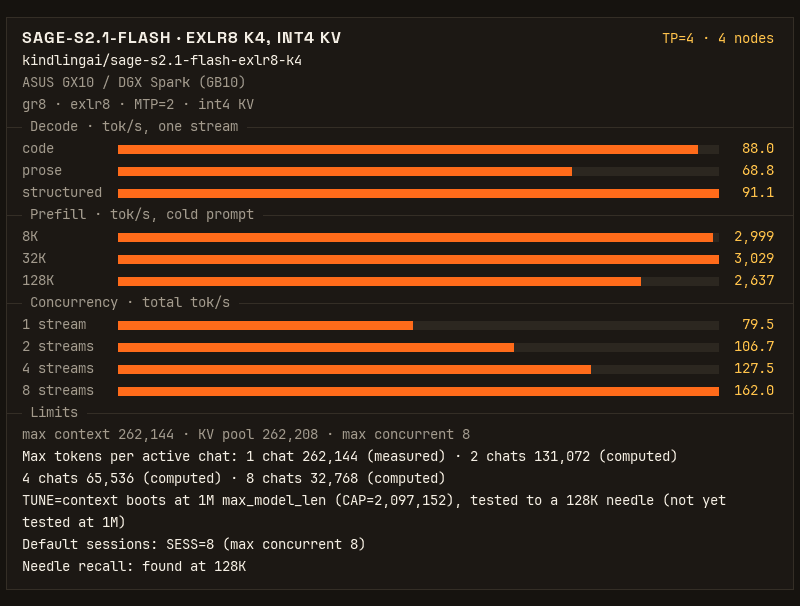 SAGE-S2.1-FLASH · EXLR8 K4, INT4 KV TP=4 · 4 nodes
kindlingai/sage-s2.1-flash-exlr8-k4
ASUS GX10 / DGX Spark (GB10)
gr8 · exlr8 · MTP=2 · int4 KV
Decode · tok/s, one stream
code 88.0
prose 68.8
structured 91.1
Prefill · tok/s, cold prompt
8K 2,999
32K 3,029
128K 2,637
Concurrency · total tok/s
1 stream 79.5
2 streams 106.7
4 streams 127.5
8 streams 162.0
Limits
max context 262,144 · KV pool 262,208 · max concurrent 8
Max tokens per active chat: 1 chat 262,144 (measured) · 2 chats 131,072 (computed)
4 chats 65,536 (computed) · 8 chats 32,768 (computed)
TUNE=context boots at 1M max_model_len (CAP=2,097,152), tested to a 128K needle (not yet
tested at 1M)
Default sessions: SESS=8 (max concurrent 8)
Needle recall: found at 128K